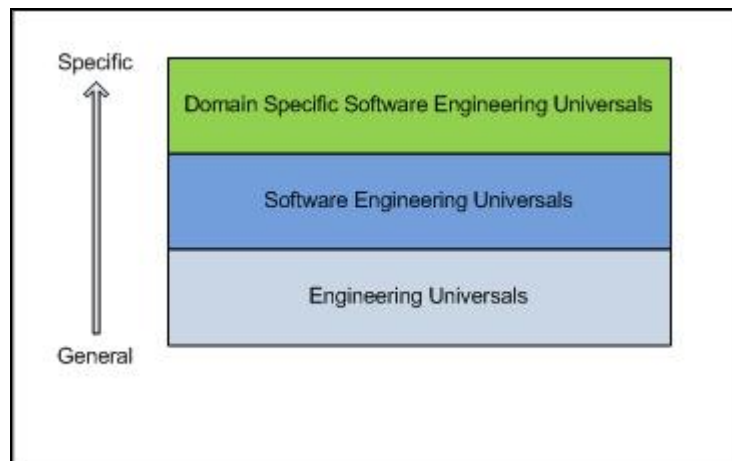 Specific
Domain Specific Software Engineering Universals
Software Engineering Universals
Engineering Universals
General